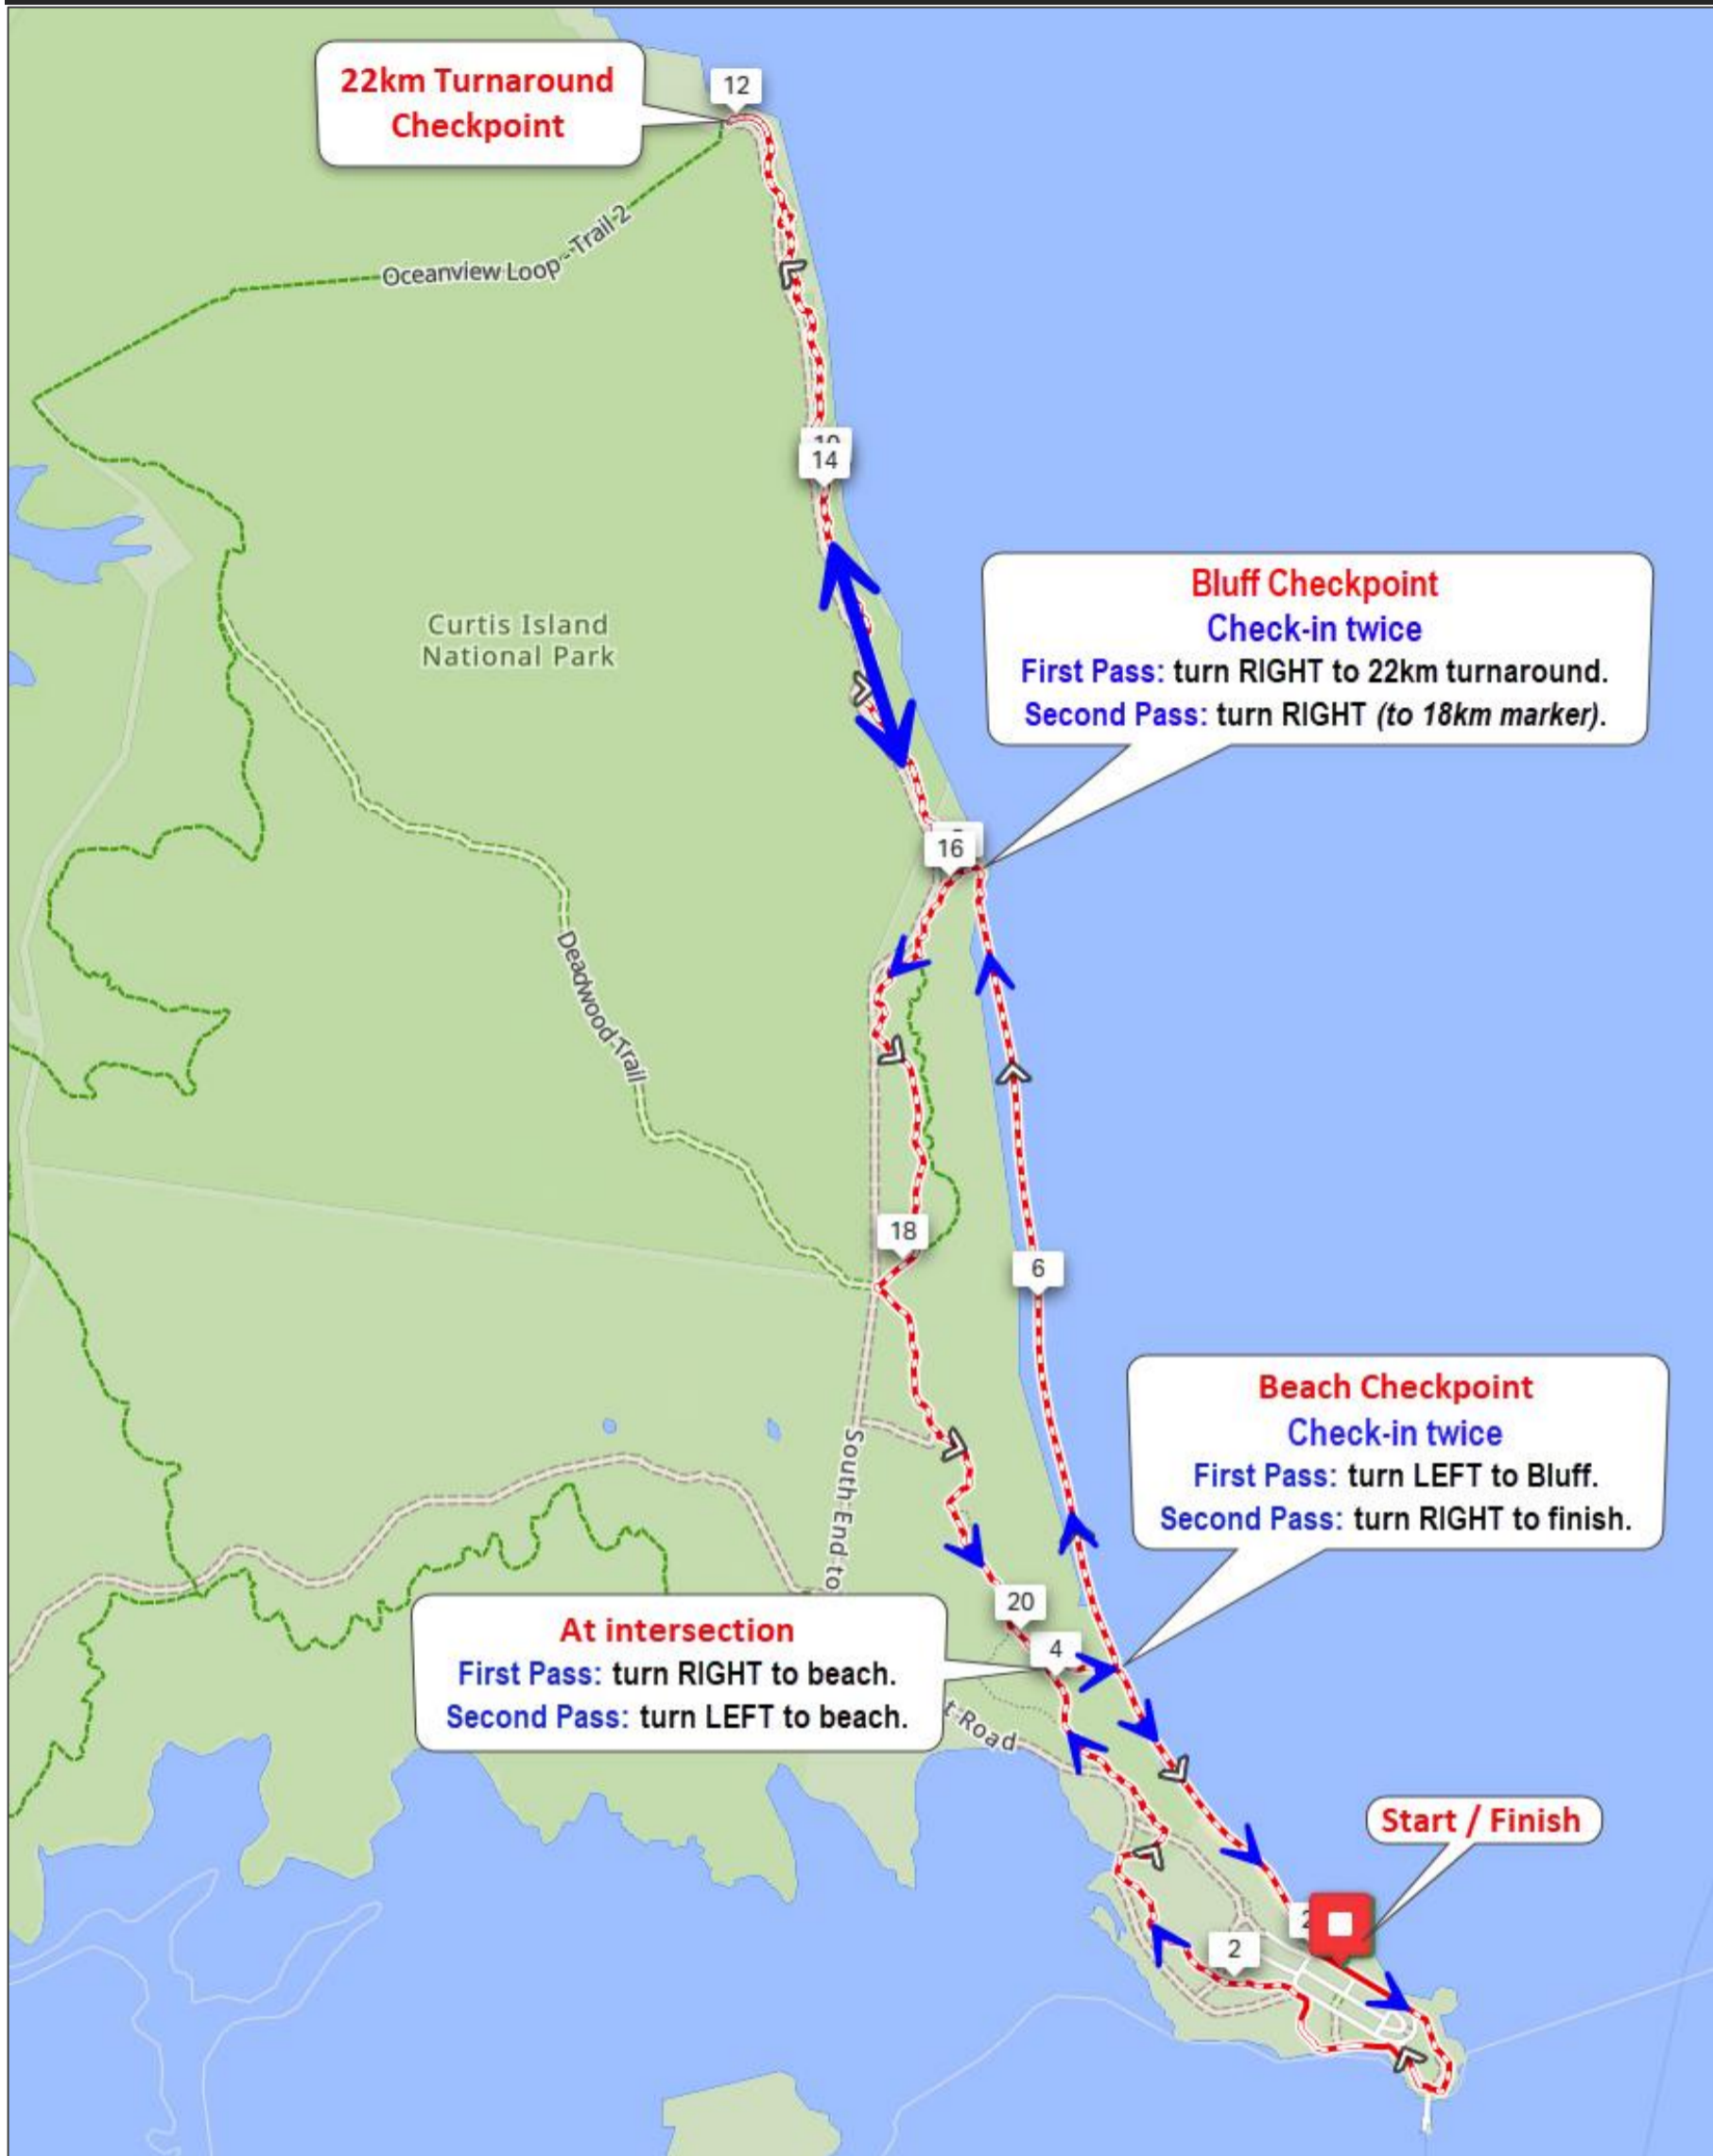 22km Turnaround
Checkpoint
12
Oceanview Loop - Trail 2
14
Curtis Island
National Park
Bluff Checkpoint
Check-in twice
First Pass: turn RIGHT to 22km turnaround.
Second Pass: turn RIGHT (to 18km marker).
16
Deadwood Trail
18
6
Beach Checkpoint
Check-in twice
First Pass: turn LEFT to Bluff.
Second Pass: turn RIGHT to finish.
South End to
20
4
At intersection
First Pass: turn RIGHT to beach.
Second Pass: turn LEFT to beach.
t Road
Start / Finish
2
2